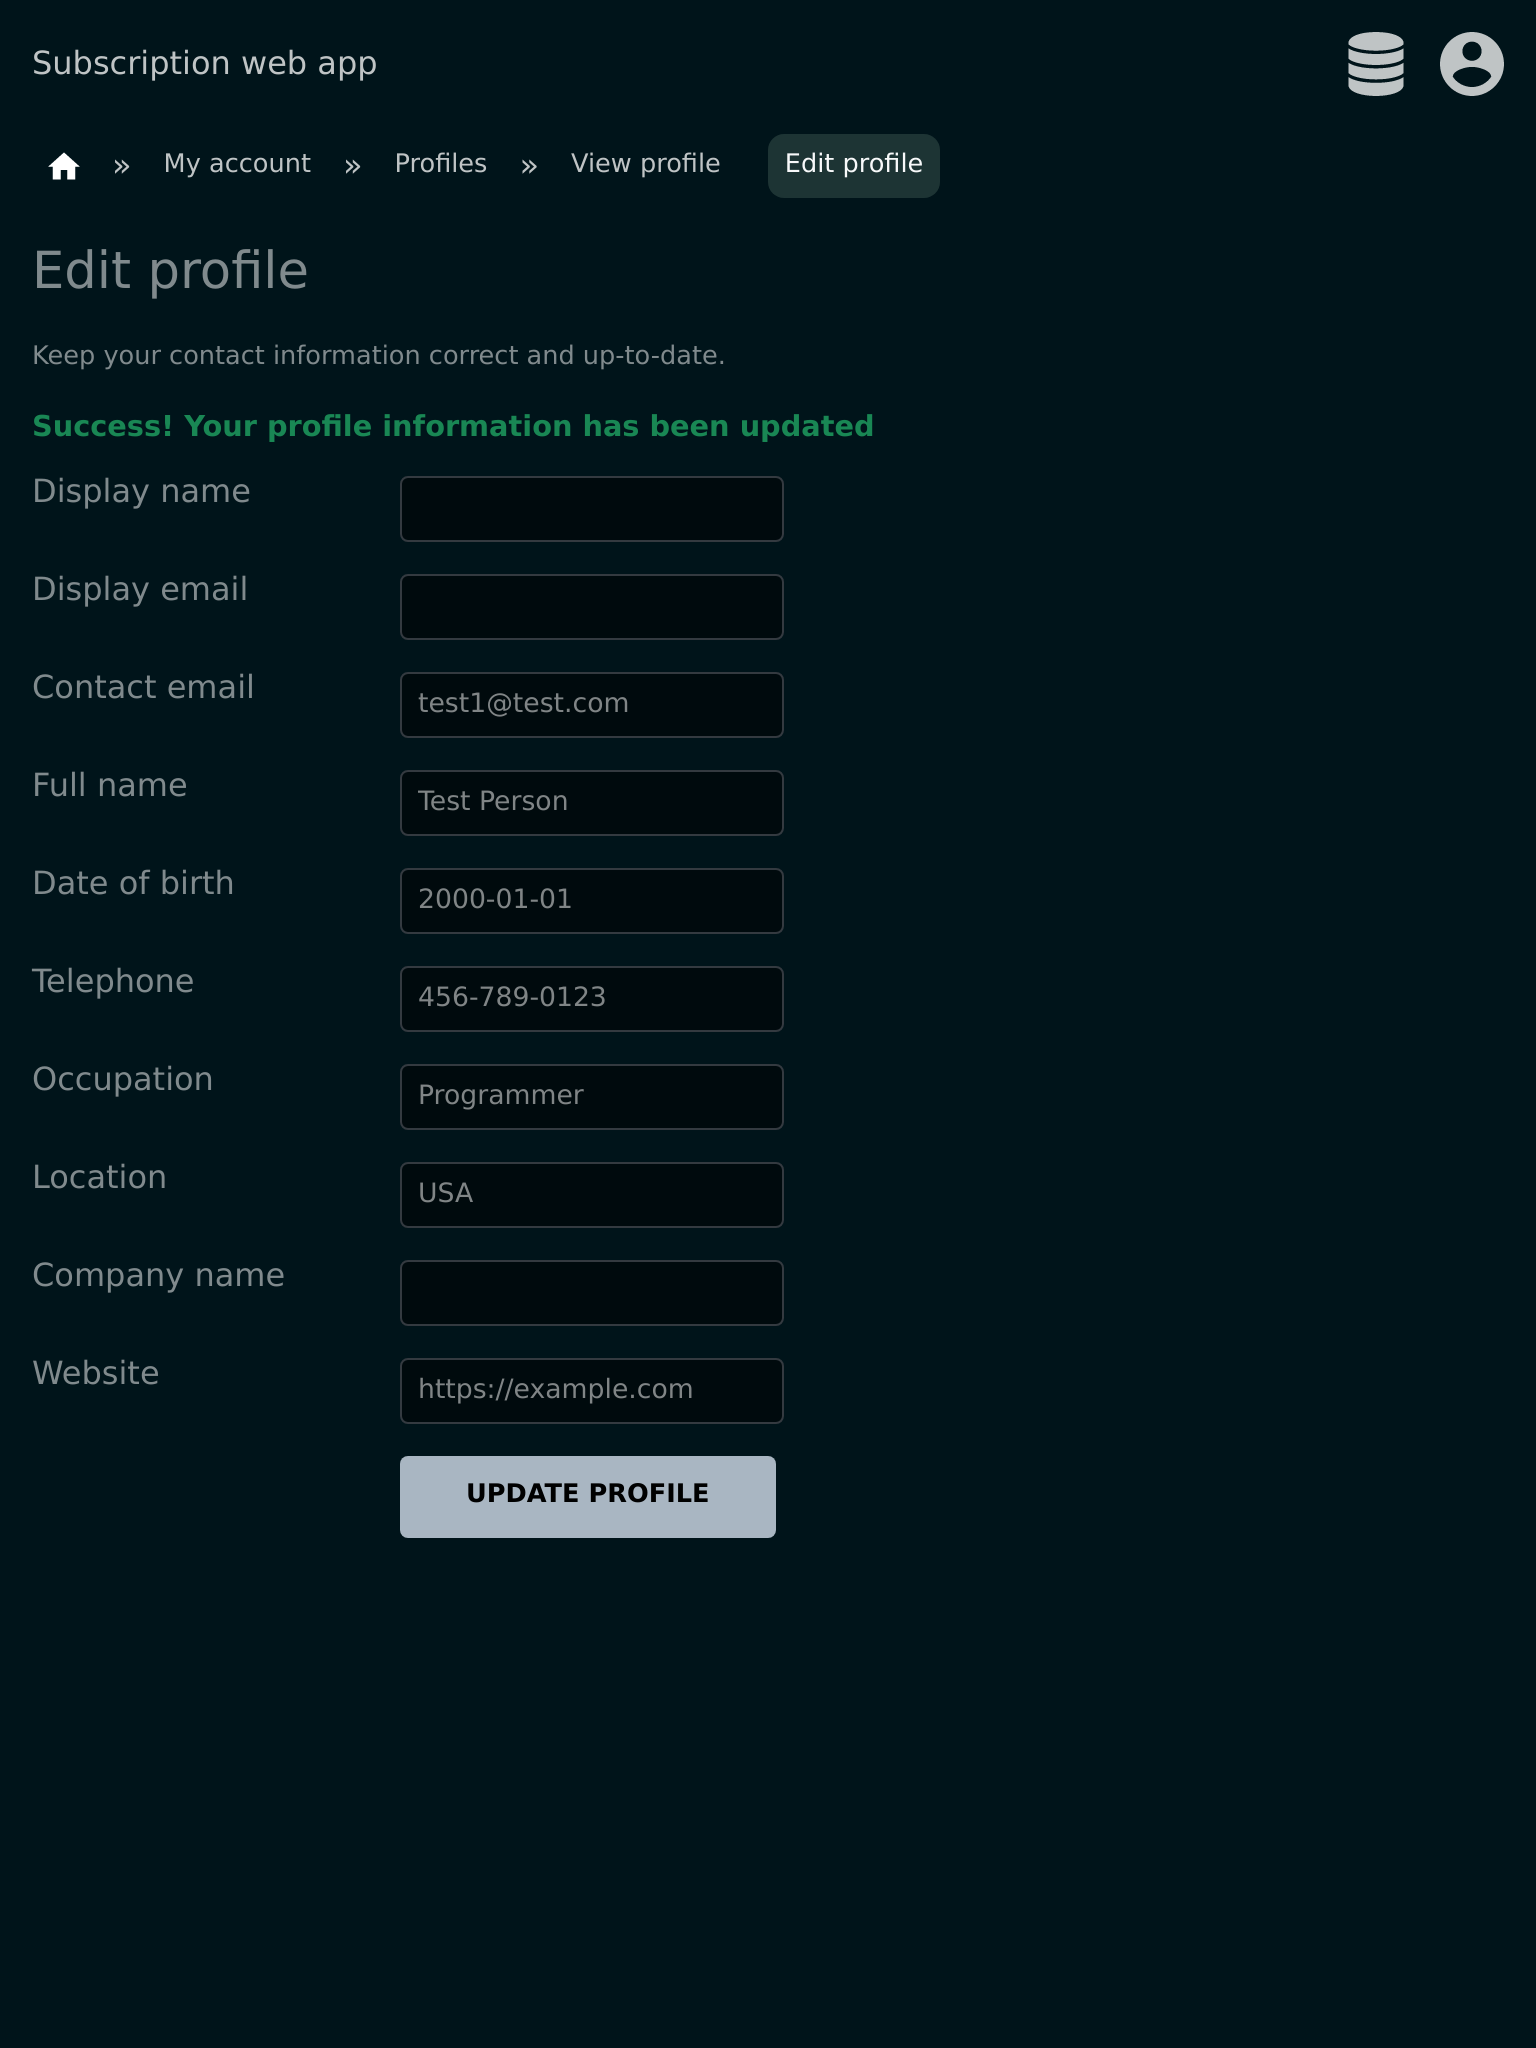 Subscription web app
» My account » Profiles » View profile Edit profile
Edit profile
Keep your contact information correct and up-to-date.
Success! Your profile information has been updated
Display name
Display email
Contact email test1@test.com
Full name Test Person
Date of birth 2000-01-01
Telephone 456-789-0123
Occupation Programmer
Location USA
Company name
Website https://example.com
UPDATE PROFILE